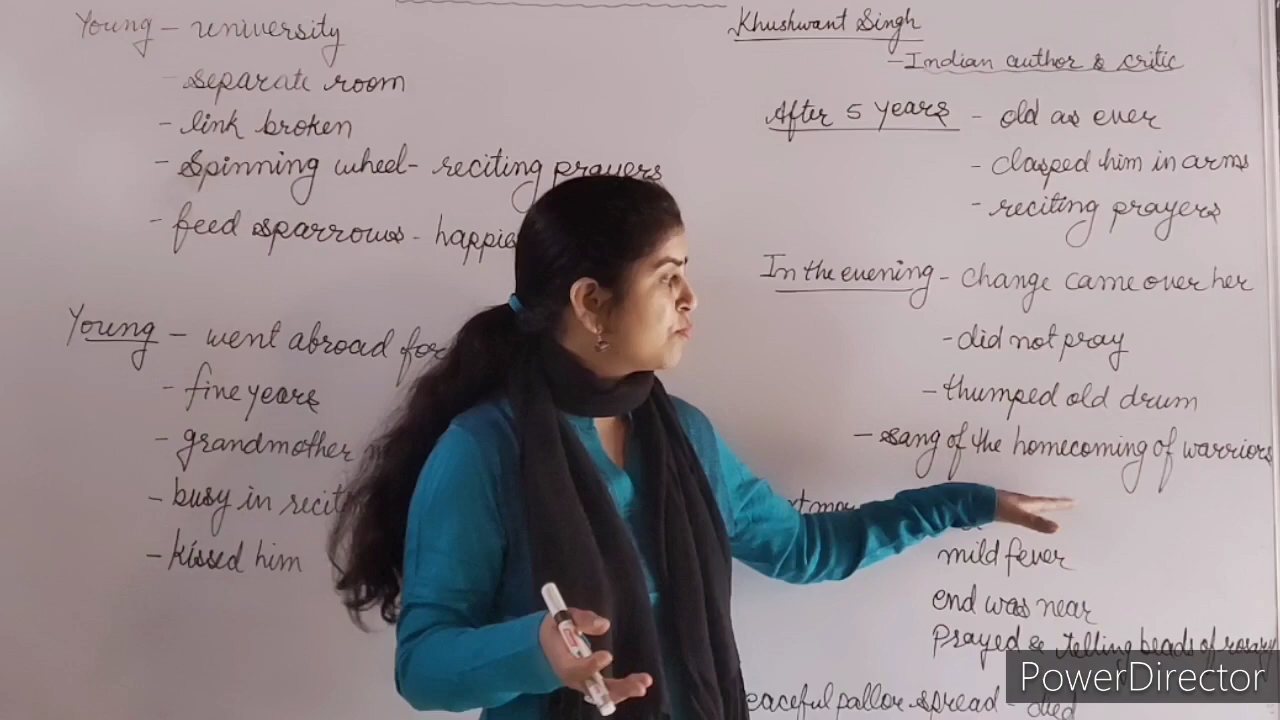 Young - university
- separate room
- link broken
- Spinning wheel - reciting prayers
- feed sparrows - happie
Young - went abroad for
- five years
- grandmother
- busy in recit
- kissed him
Khushwant Singh
- Indian author & critic
After 5 years - old as ever
- clasped him in arms
- reciting prayers
In the evening - change came over her
- did not pray
- thumped old drum
- sang of the homecoming of warriors
mild fever
end was near
Prayed & telling beads of rosary
eaceful pallor spread - died
PowerDirector